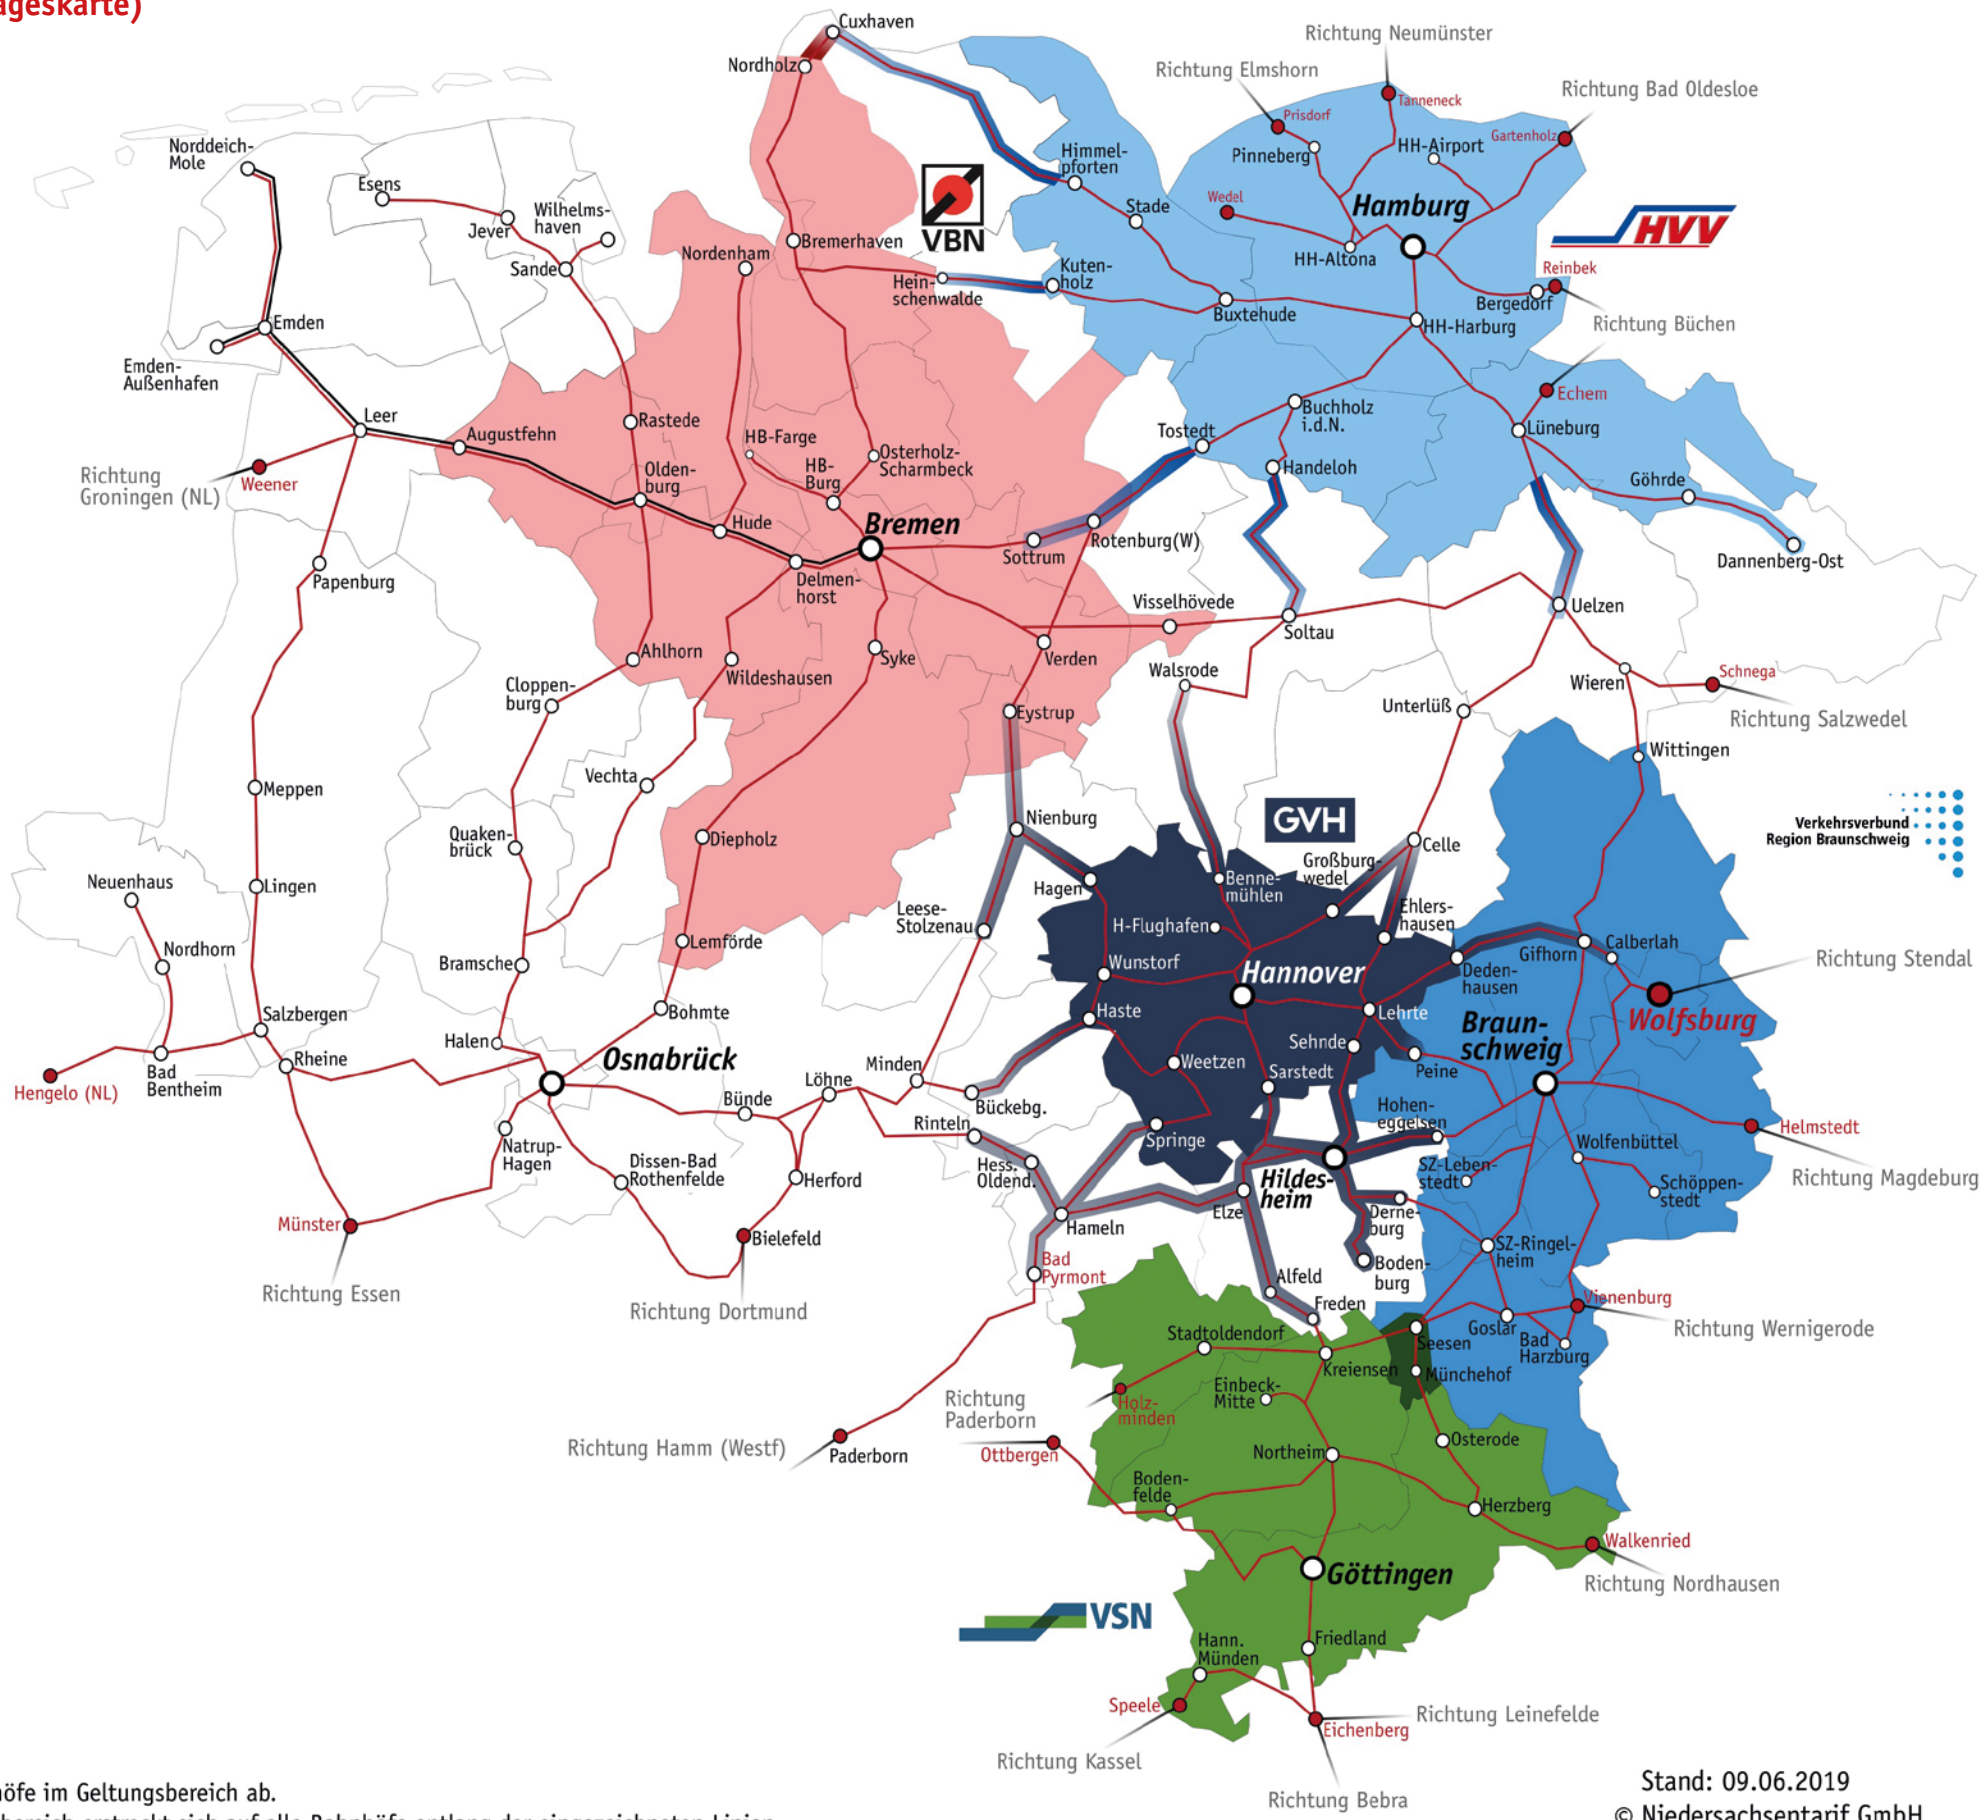 ageskarte)
Cuxhaven
Nordholz
Richtung Neumünster
Richtung Elmshorn
Richtung Bad Oldesloe
Tanneneck
Prisdorf
Gartenholz
HH-Airport
Pinneberg
Himmel-
pforten
Norddeich-
Mole
Esens
Jever
Wilhelms-
haven
Sande
VBN
Stade
Wedel
Hamburg
HVV
HH-Altona
Reinbek
Bergedorf
Richtung Büchen
Nordenham
Bremerhaven
Hein-
schenwalde
Kuten-
holz
Buxtehude
HH-Harburg
Emden
Emden-
Außenhafen
Leer
Augustfehn
Rastede
HB-Farge
HB-
Burg
Osterholz-
Scharmbeck
Tostedt
Buchholz
i.d.N.
Handeloh
Echem
Lüneburg
Göhrde
Dannenberg-Ost
Richtung
Groningen (NL)
Weener
Olden-
burg
Hude
Bremen
Delmen-
horst
Sottrum
Rotenburg(W)
Papenburg
Visselhövede
Soltau
Uelzen
Ahlhorn
Wildeshausen
Syke
Verden
Walsrode
Wieren
Schnega
Richtung Salzwedel
Cloppen-
burg
Eystrup
Unterlüß
Wittingen
Vechta
Meppen
Quaken-
brück
Diepholz
Nienburg
GVH
Großburg-
wedel
Celle
Verkehrsverbund
Region Braunschweig
Neuenhaus
Lingen
Hagen
Benne-
mühlen
Leese-
Stolzenau
H-Flughafen
Ehlers-
hausen
Nordhorn
Bramsche
Lemförde
Wunstorf
Hannover
Deden-
hausen
Gifhorn
Calberlah
Richtung Stendal
Wolfsburg
Salzbergen
Bohmte
Haste
Lehrte
Braun-
schweig
Halen
Osnabrück
Rheine
Hengelo (NL)
Bad
Bentheim
Minden
Löhne
Bünde
Weetzen
Sehnde
Sarstedt
Peine
Bückebg.
Rinteln
Springe
Hohen-
eggelsen
Helmstedt
Natrup-
Hagen
Dissen-Bad
Rothenfelde
Herford
Hess.
Oldend.
Hildes-
heim
SZ-Leben-
stedt
Wolfenbüttel
Schöppen-
stedt
Richtung Magdeburg
Münster
Bielefeld
Hameln
Elze
Derne-
burg
SZ-Ringel-
heim
Richtung Essen
Richtung Dortmund
Bad
Pyrmont
Alfeld
Boden-
burg
Freden
Vienenburg
Richtung Wernigerode
Stadtoldendorf
Seesen
Goslar
Bad
Harzburg
Kreiensen
Münchehof
Richtung
Paderborn
Holz-
minden
Einbeck-
Mitte
Richtung Hamm (Westf)
Paderborn
Ottbergen
Northeim
Osterode
Boden-
felde
Herzberg
Walkenried
Richtung Nordhausen
Göttingen
VSN
Hann.
Münden
Friedland
Speele
Eichenberg
Richtung Leinefelde
Richtung Kassel
Richtung Bebra
höfe im Geltungsbereich ab.
Stand: 09.06.2019